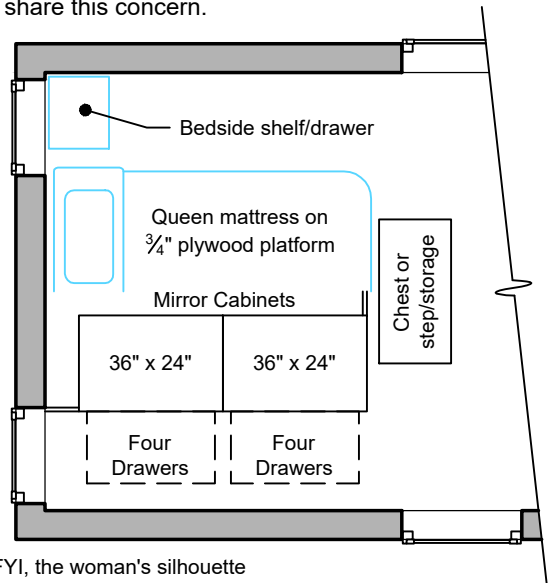 share this concern.
Bedside shelf/drawer
Queen mattress on
¾" plywood platform
Chest or
step/storage
Mirror Cabinets
36" x 24"
36" x 24"
Four
Drawers
Four
Drawers
FYI, the woman's silhouette